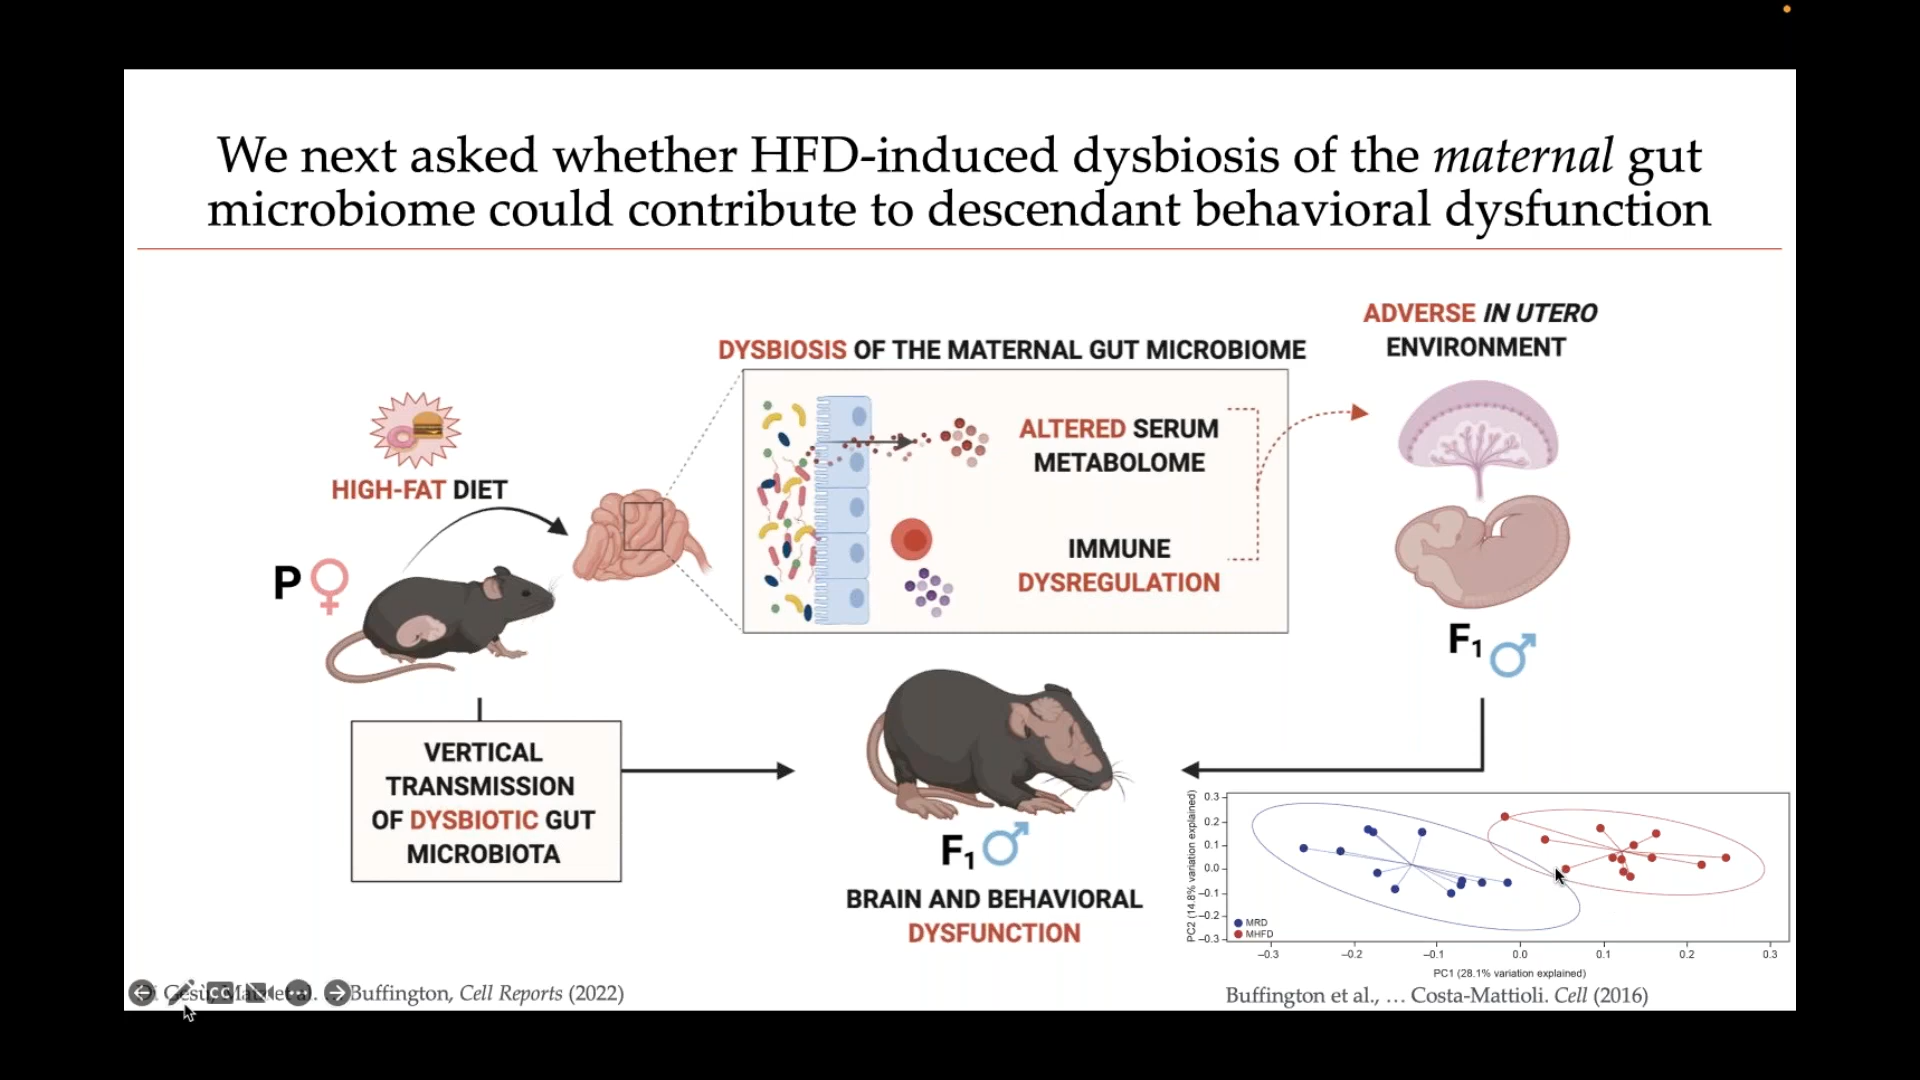 We next asked whether HFD-induced dysbiosis of the maternal gut
microbiome could contribute to descendant behavioral dysfunction
ADVERSE IN UTERO
ENVIRONMENT
DYSBIOSIS OF THE MATERNAL GUT MICROBIOME
ALTERED SERUM
METABOLOME
HIGH-FAT DIET
IMMUNE
DYSREGULATION
P♀
F₁♂
VERTICAL
TRANSMISSION
OF DYSBIOTIC GUT
MICROBIOTA
F₁♂
BRAIN AND BEHAVIORAL
DYSFUNCTION
PC2 (14.8% variation explained)
0.3
0.2
0.1
0.0
−0.1
−0.2
−0.3
MRD
MHFD
−0.3 −0.2 −0.1 0.0 0.1 0.2 0.3
PC1 (28.1% variation explained)
CC
et al. Buffington, Cell Reports (2022)
Buffington et al., … Costa-Mattioli. Cell (2016)